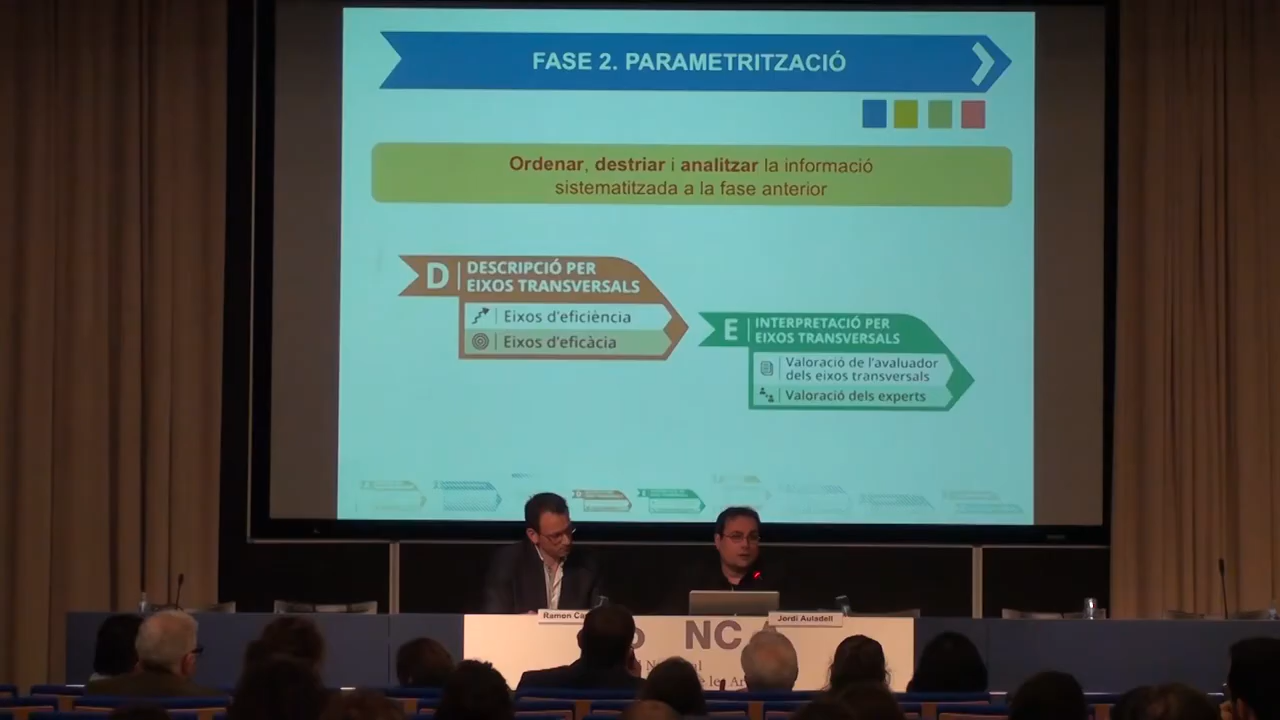 FASE 2. PARAMETRITZACIÓ
Ordenar, destriar i analitzar la informació
sistematitzada a la fase anterior
D DESCRIPCIÓ PER
EIXOS TRANSVERSALS
Eixos d'eficiència
Eixos d'eficàcia
E INTERPRETACIÓ PER
EIXOS TRANSVERSALS
Valoració de l'avaluador
dels eixos transversals
Valoració dels experts
Ramon
Jordi Auladell
NC